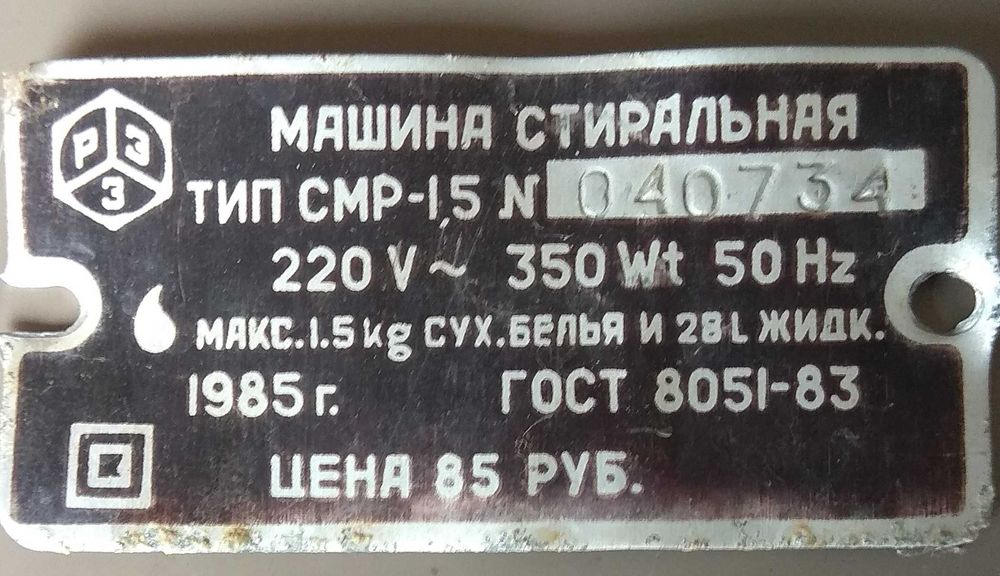 РЭЗ
МАШИНА СТИРАЛЬНАЯ
ТИП СМР-1,5 N 040734
220 V ~ 350 Wt 50 Hz
МАКС.1.5 kg СУХ.БЕЛЬЯ И 28 L ЖИДК.
1985 г. ГОСТ 8051-83
ЦЕНА 85 РУБ.